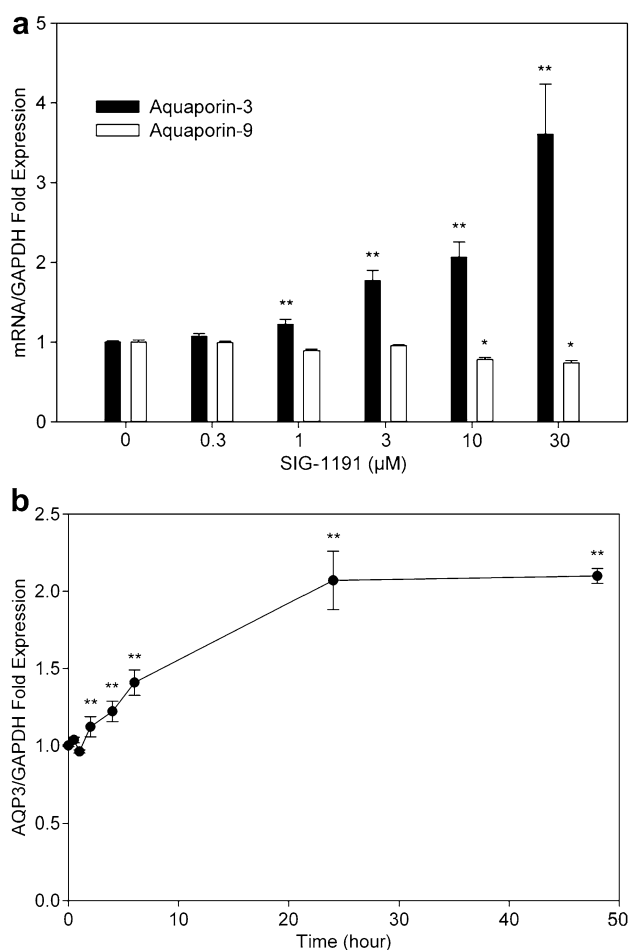 a
5
4
3
2
1
0
mRNA/GAPDH Fold Expression
Aquaporin-3
Aquaporin-9
**
**
**
**
*
*
0 0.3 1 3 10 30
SIG-1191 (µM)
b
2.5
2.0
1.5
1.0
0.5
0.0
AQP3/GAPDH Fold Expression
**
**
**
**
**
0 10 20 30 40 50
Time (hour)